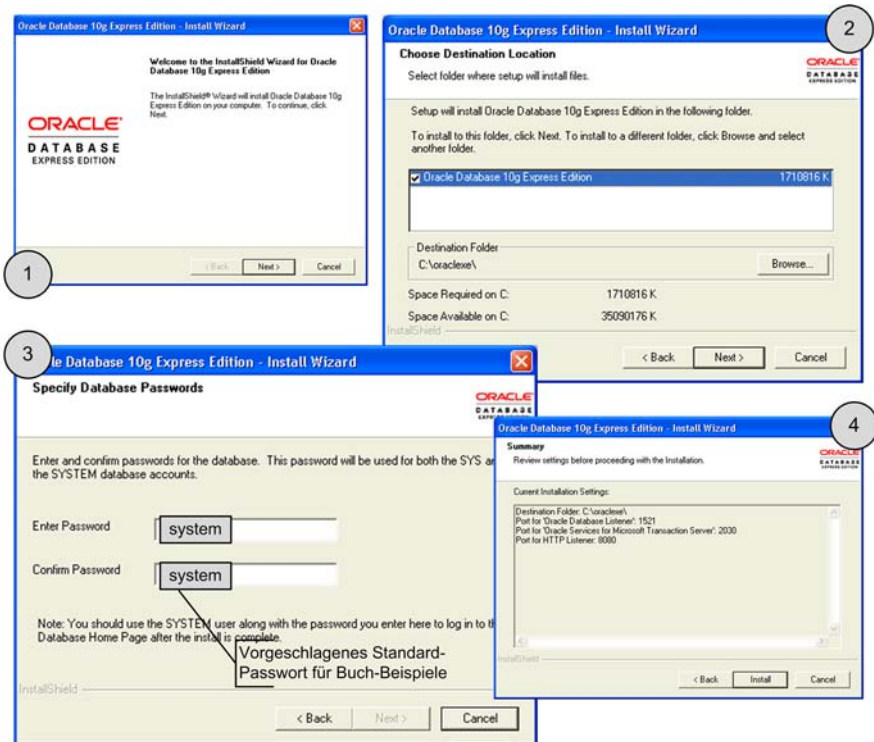 Oracle Database 10g Express Edition - Install Wizard
Welcome to the InstallShield Wizard for Oracle
Database 10g Express Edition
The InstallShield® Wizard will install Oracle Database 10g
Express Edition on your computer. To continue, click
Next.
ORACLE
DATABASE
EXPRESS EDITION
1
< Back
Next >
Cancel
Oracle Database 10g Express Edition - Install Wizard
2
Choose Destination Location
Select folder where setup will install files.
ORACLE
DATABASE
EXPRESS EDITION
Setup will install Oracle Database 10g Express Edition in the following folder.
To install to this folder, click Next. To install to a different folder, click Browse and select
another folder.
Oracle Database 10g Express Edition 1710816 K
Destination Folder
C:\oraclexe\
Browse...
Space Required on C: 1710816 K
Space Available on C: 35090176 K
InstallShield
< Back
Next >
Cancel
3
le Database 10g Express Edition - Install Wizard
Specify Database Passwords
ORACLE
DATABASE
Enter and confirm passwords for the database. This password will be used for both the SYS
the SYSTEM database accounts.
Enter Password
system
Confirm Password
system
Note: You should use the SYSTEM user along with the password you enter here to log in to
Database Home Page after the install is complete.
Vorgeschlagenes Standard-
Passwort für Buch-Beispiele
InstallShield
< Back
Next >
Cancel
Oracle Database 10g Express Edition - Install Wizard
4
Summary
Review settings before proceeding with the Installation.
ORACLE
DATABASE
EXPRESS EDITION
Current Installation Settings:
Destination Folder: C:\oraclexe\
Port for 'Oracle Database Listener': 1521
Port for 'Oracle Services for Microsoft Transaction Server': 2030
Port for HTTP Listener: 8080
InstallShield
< Back
Install
Cancel